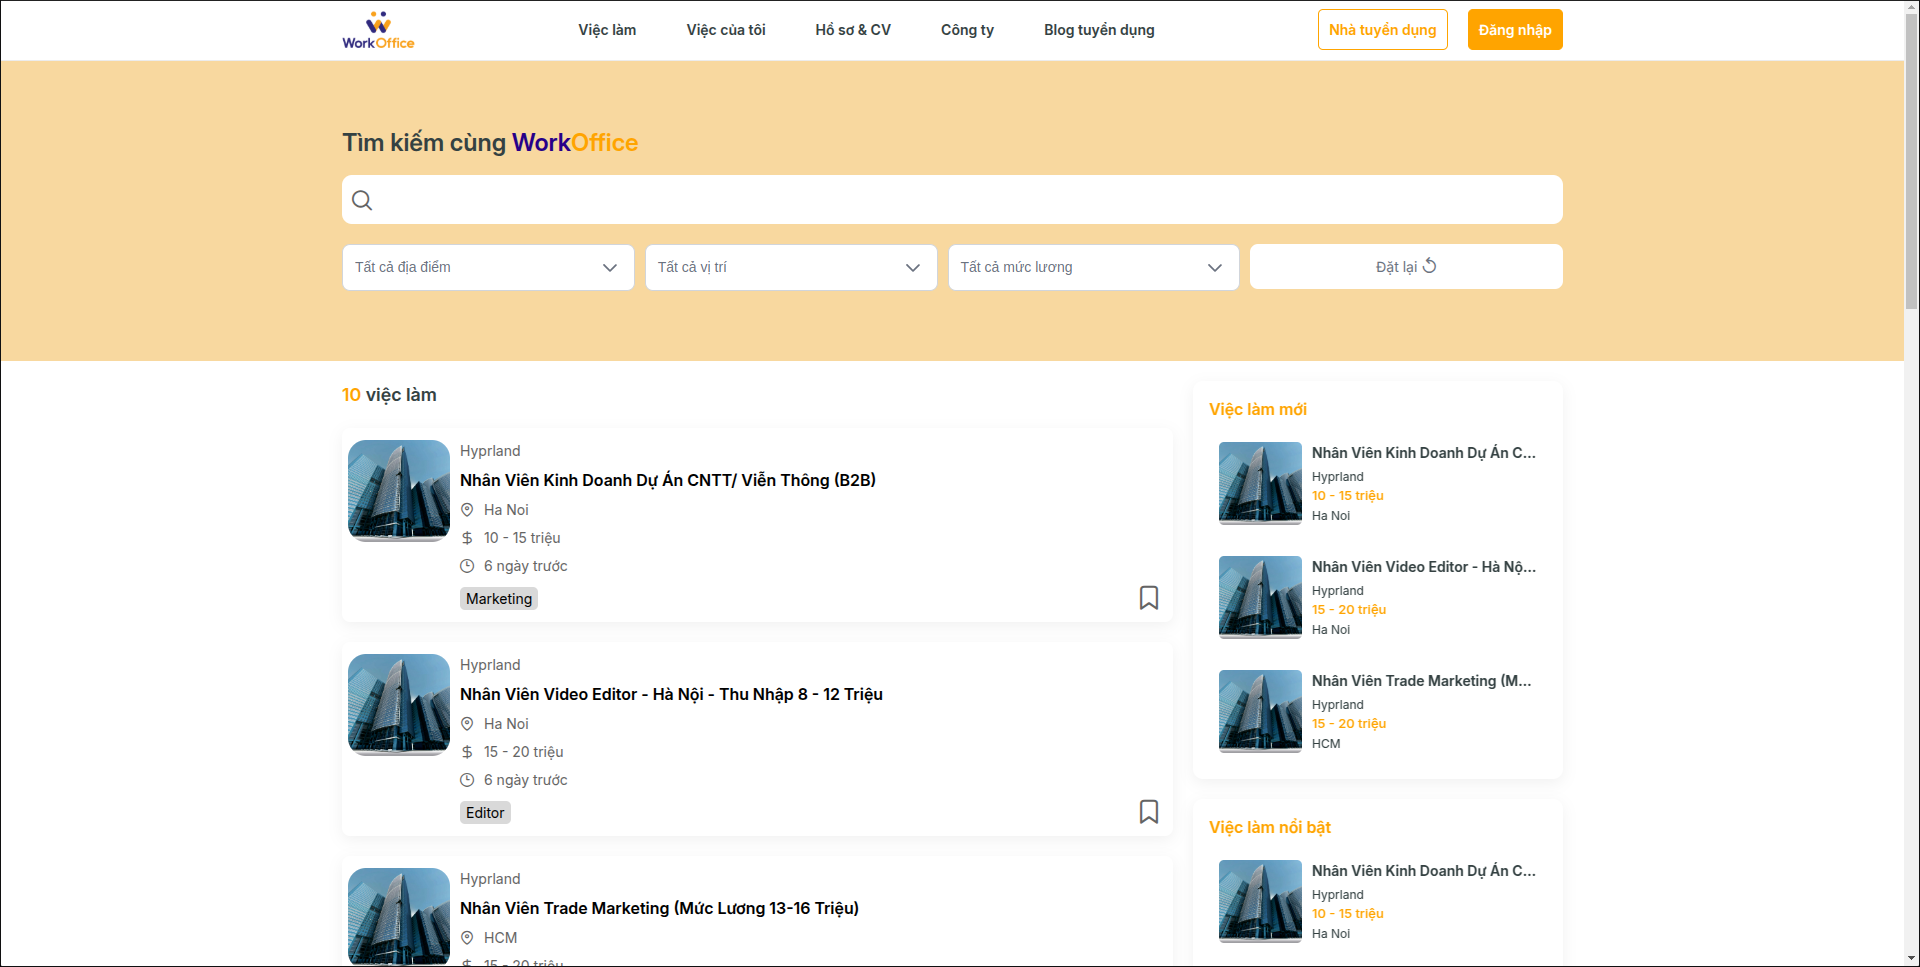 WorkOffice
Việc làm
Việc của tôi
Hồ sơ & CV
Công ty
Blog tuyển dụng
Nhà tuyển dụng
Đăng nhập
Tìm kiếm cùng WorkOffice
Tất cả địa điểm
Tất cả vị trí
Tất cả mức lương
Đặt lại
10 việc làm
Hyprland
Nhân Viên Kinh Doanh Dự Án CNTT/ Viễn Thông (B2B)
Ha Noi
10 - 15 triệu
6 ngày trước
Marketing
Hyprland
Nhân Viên Video Editor - Hà Nội - Thu Nhập 8 - 12 Triệu
Ha Noi
15 - 20 triệu
6 ngày trước
Editor
Hyprland
Nhân Viên Trade Marketing (Mức Lương 13-16 Triệu)
HCM
15 - 20 triệu
Việc làm mới
Nhân Viên Kinh Doanh Dự Án C...
Hyprland
10 - 15 triệu
Ha Noi
Nhân Viên Video Editor - Hà Nộ...
Hyprland
15 - 20 triệu
Ha Noi
Nhân Viên Trade Marketing (M...
Hyprland
15 - 20 triệu
HCM
Việc làm nổi bật
Nhân Viên Kinh Doanh Dự Án C...
Hyprland
10 - 15 triệu
Ha Noi